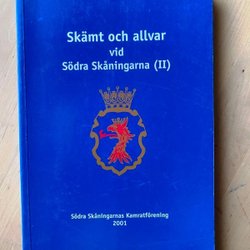 Skämt och allvar
vid
Södra Skåningarna (II)
Södra Skåningarnas Kamratförening
2001